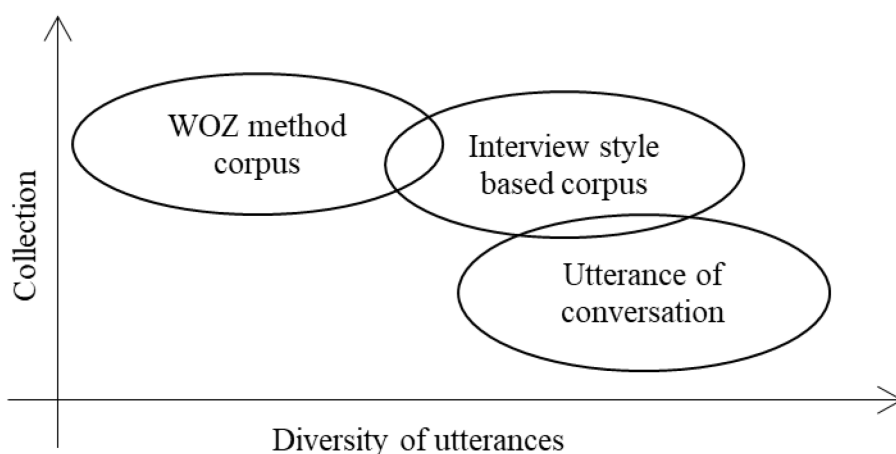 WOZ method
corpus
Interview style
based corpus
Utterance of
conversation
Collection
Diversity of utterances